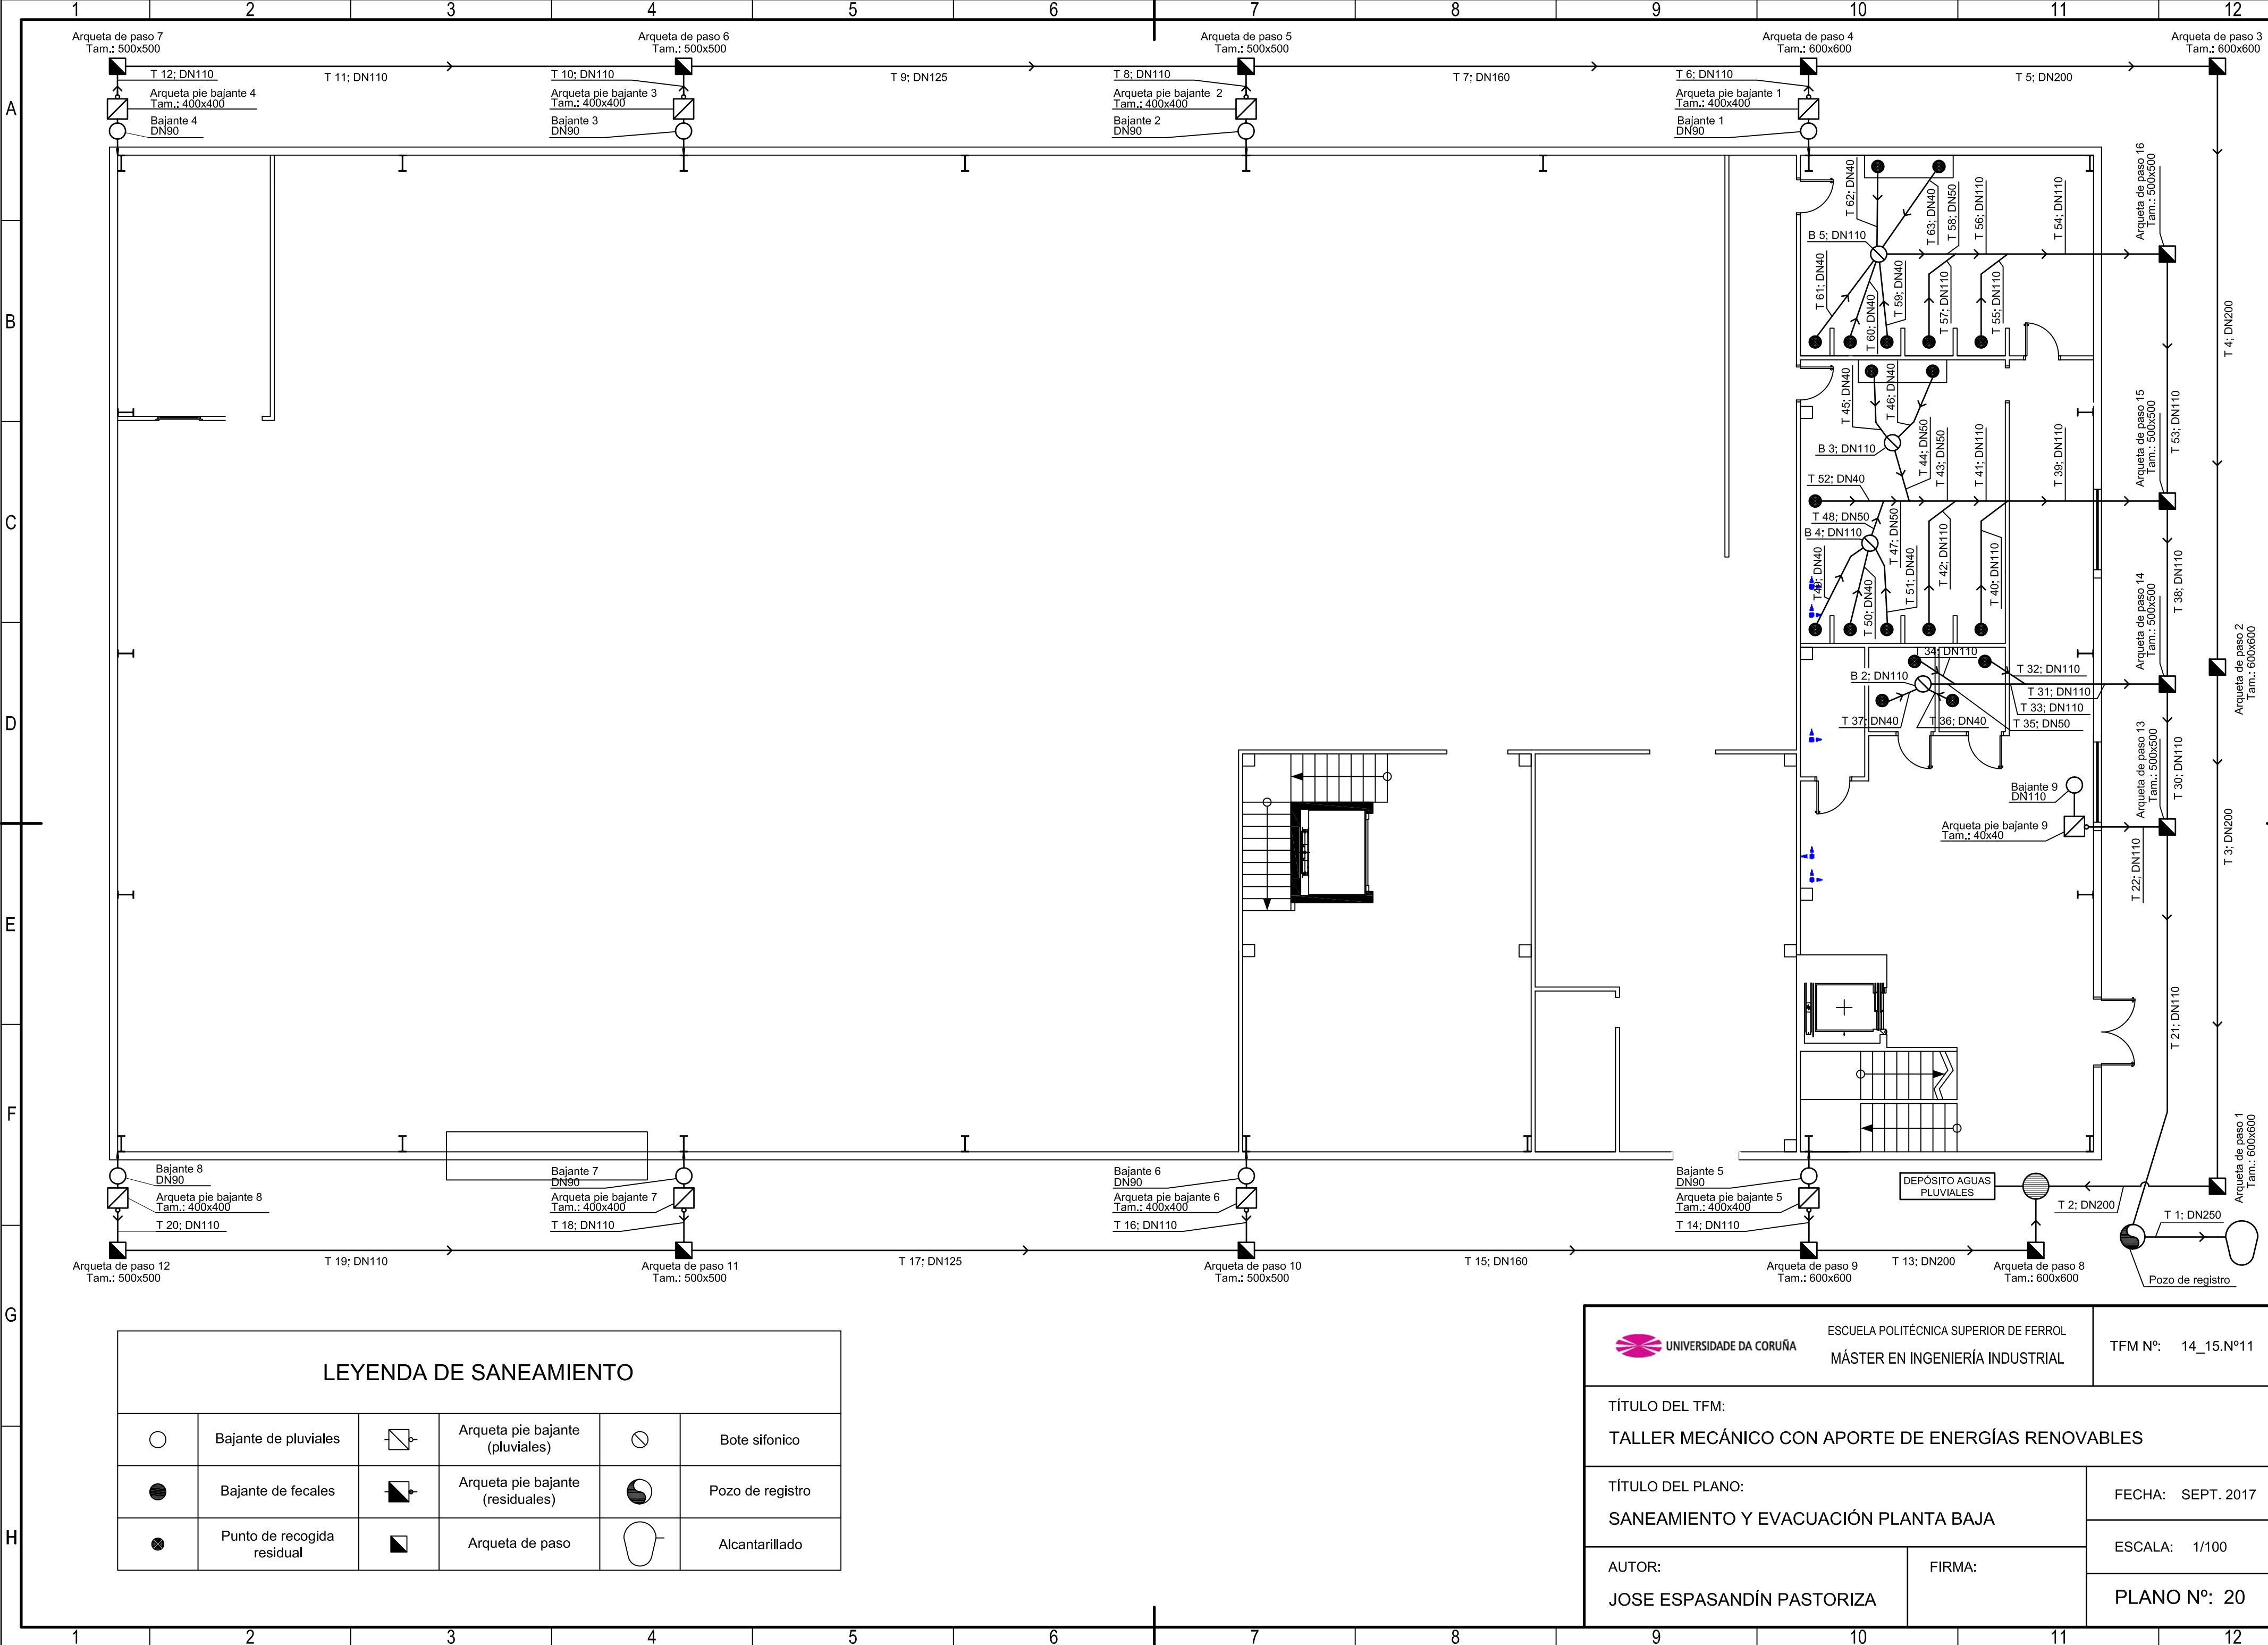 1 2 3 4 5 6 7 8 9 10 11 12
Arqueta de paso 7
Tam.: 500x500
Arqueta de paso 6
Tam.: 500x500
Arqueta de paso 5
Tam.: 500x500
Arqueta de paso 4
Tam.: 600x600
Arqueta de paso 3
Tam.: 600x600
T 12; DN110
T 11; DN110
T 10; DN110
T 9; DN125
T 8; DN110
T 7; DN160
T 6; DN110
T 5; DN200
A
Arqueta pie bajante 4
Tam.: 400x400
Bajante 4
DN90
Arqueta pie bajante 3
Tam.: 400x400
Bajante 3
DN90
Arqueta pie bajante 2
Tam.: 400x400
Bajante 2
DN90
Arqueta pie bajante 1
Tam.: 400x400
Bajante 1
DN90
T 62; DN40
T 63; DN40
T 58; DN50
T 56; DN110
T 54; DN110
Arqueta de paso 16
Tam.: 500x500
B 5; DN110
B
T 61; DN40
T 60; DN40
T 59; DN40
T 57; DN110
T 55; DN110
T 4; DN200
T 45; DN40
T 46; DN40
B 3; DN110
T 44; DN50
T 43; DN50
T 41; DN110
T 39; DN110
Arqueta de paso 15
Tam.: 500x500
T 53; DN110
T 52; DN40
C
T 48; DN50
B 4; DN110
T 47; DN50
T 49; DN40
T 50; DN40
T 51; DN40
T 42; DN110
T 40; DN110
Arqueta de paso 14
Tam.: 500x500
T 38; DN110
Arqueta de paso 2
Tam.: 600x600
34; DN110
B 2; DN110
T 32; DN110
T 31; DN110
T 33; DN110
D
T 37; DN40
T 36; DN40
T 35; DN50
Arqueta de paso 13
Tam.: 500x500
T 30; DN110
Bajante 9
DN110
Arqueta pie bajante 9
Tam.: 40x40
T 22; DN110
T 3; DN200
E
T 21; DN110
F
Arqueta de paso 1
Tam.: 600x600
Bajante 8
DN90
Arqueta pie bajante 8
Tam.: 400x400
T 20; DN110
Bajante 7
DN90
Arqueta pie bajante 7
Tam.: 400x400
T 18; DN110
Bajante 6
DN90
Arqueta pie bajante 6
Tam.: 400x400
T 16; DN110
Bajante 5
DN90
Arqueta pie bajante 5
Tam.: 400x400
T 14; DN110
DEPÓSITO AGUAS
PLUVIALES
T 2; DN200
T 1; DN250
Pozo de registro
T 19; DN110
T 17; DN125
T 15; DN160
T 13; DN200
Arqueta de paso 12
Tam.: 500x500
Arqueta de paso 11
Tam.: 500x500
Arqueta de paso 10
Tam.: 500x500
Arqueta de paso 9
Tam.: 600x600
Arqueta de paso 8
Tam.: 600x600
G
LEYENDA DE SANEAMIENTO
Bajante de pluviales
Arqueta pie bajante
(pluviales)
Bote sifonico
Bajante de fecales
Arqueta pie bajante
(residuales)
Pozo de registro
Punto de recogida
residual
Arqueta de paso
Alcantarillado
H
UNIVERSIDADE DA CORUÑA
ESCUELA POLITÉCNICA SUPERIOR DE FERROL
MÁSTER EN INGENIERÍA INDUSTRIAL
TFM Nº: 14_15.Nº11
TÍTULO DEL TFM:
TALLER MECÁNICO CON APORTE DE ENERGÍAS RENOVABLES
TÍTULO DEL PLANO:
SANEAMIENTO Y EVACUACIÓN PLANTA BAJA
FECHA: SEPT. 2017
ESCALA: 1/100
AUTOR:
JOSE ESPASANDÍN PASTORIZA
FIRMA:
PLANO Nº: 20
1 2 3 4 5 6 7 8 9 10 11 12